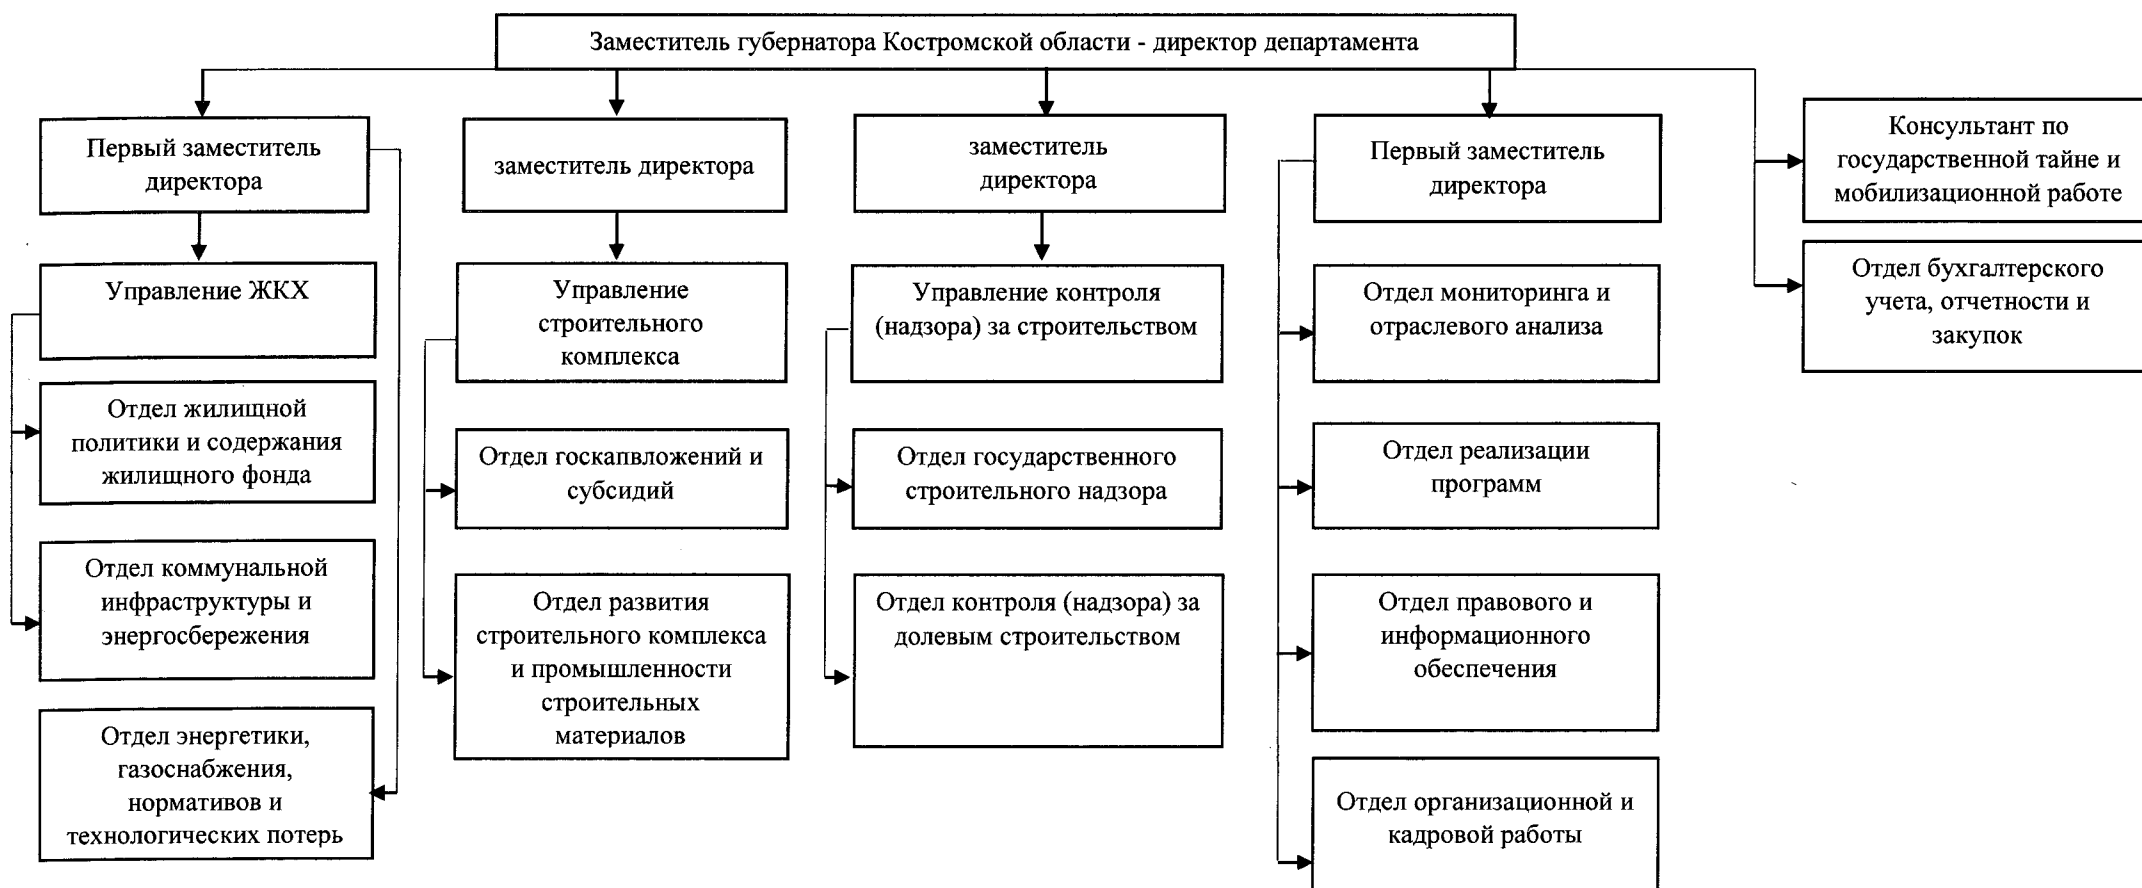 Заместитель губернатора Костромской области - директор департамента
Первый заместитель
директора
заместитель директора
заместитель
директора
Первый заместитель
директора
Консультант по
государственной тайне и
мобилизационной работе
Отдел бухгалтерского
учета, отчетности и
закупок
Управление ЖКХ
Отдел жилищной
политики и содержания
жилищного фонда
Отдел коммунальной
инфраструктуры и
энергосбережения
Отдел энергетики,
газоснабжения,
нормативов и
технологических потерь
Управление
строительного
комплекса
Отдел госкапвложений и
субсидий
Отдел развития
строительного комплекса
и промышленности
строительных
материалов
Управление контроля
(надзора) за строительством
Отдел государственного
строительного надзора
Отдел контроля (надзора) за
долевым строительством
Отдел мониторинга и
отраслевого анализа
Отдел реализации
программ
Отдел правового и
информационного
обеспечения
Отдел организационной и
кадровой работы